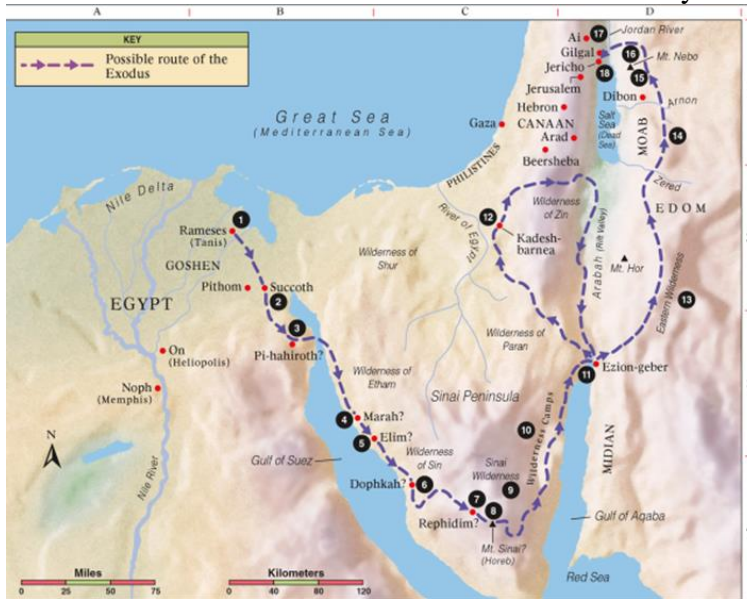 A B C D
KEY
Possible route of the
Exodus
Great Sea
(Mediterranean Sea)
Ai
17
Jordan River
Gilgal
16
Mt. Nebo
Jericho
18
15
Jerusalem
Dibon
Arnon
Hebron
CANAAN
Salt
Sea
(Dead
Sea)
Gaza
Arad
MOAB
14
Beersheba
PHILISTINES
Zered
Nile Delta
1
Rameses
(Tanis)
GOSHEN
River of Egypt
12
Kadesh-
barnea
Wilderness
of Zin
EDOM
Arabah (Rift Valley)
Wilderness of
Shur
Mt. Hor
Eastern Wilderness
13
Pithom
Succoth
2
EGYPT
3
Pi-hahiroth?
On
(Heliopolis)
Noph
(Memphis)
Wilderness of
Paran
11
Ezion-geber
Wilderness of
Etham
Sinai Peninsula
4
Marah?
5
Elim?
10
Wilderness Camps
MIDIAN
N
Nile River
Gulf of Suez
Wilderness
of Sin
Sinai
Wilderness
Dophkah?
6
7
8
9
Rephidim?
Mt. Sinai?
(Horeb)
Gulf of Aqaba
Red Sea
Miles
0 25 50 75
Kilometers
0 40 80 120